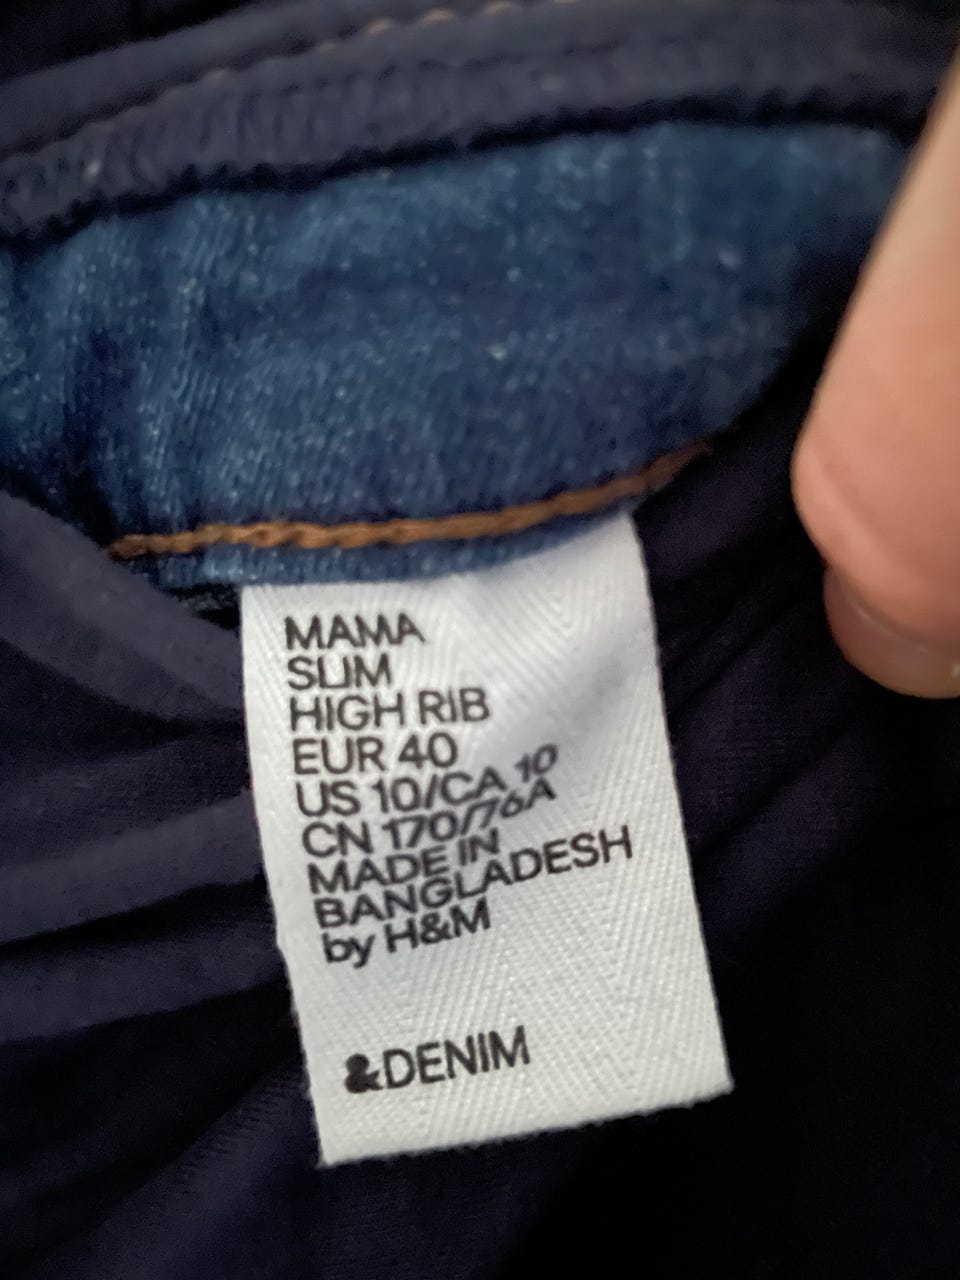 MAMA
SLIM
HIGH RIB
EUR 40
US 10/CA 10
CN 170/76A
MADE IN
BANGLADESH
by H&M
&DENIM